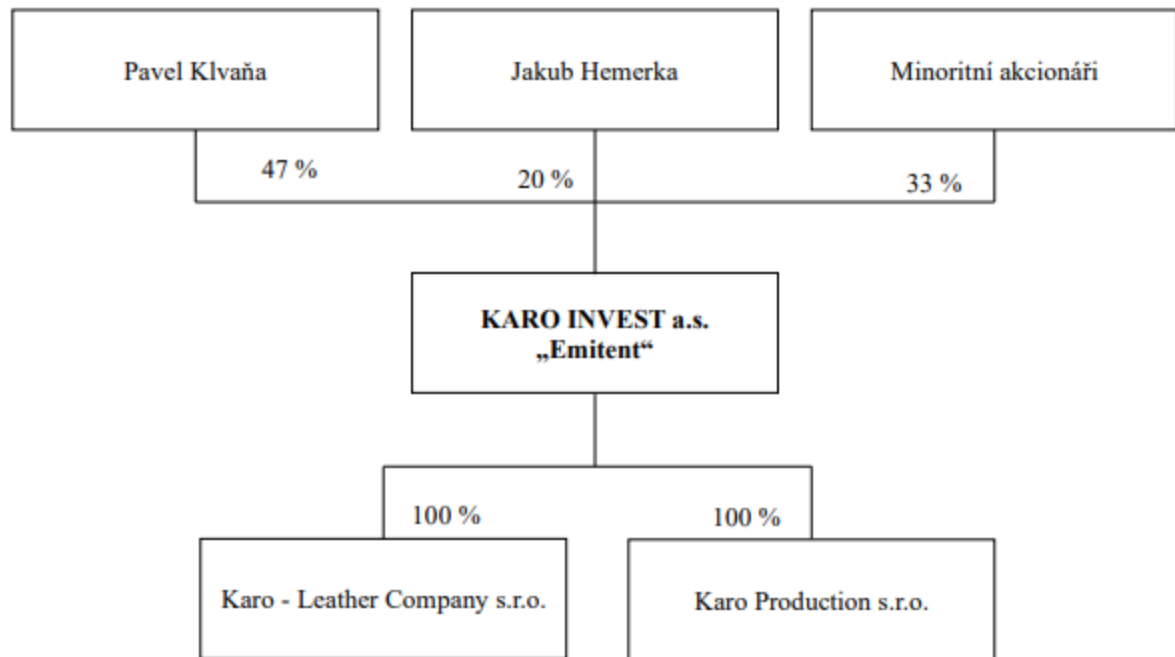 Pavel Klvaňa
Jakub Hemerka
Minoritní akcionáři
47 %
20 %
33 %
KARO INVEST a.s.
„Emitent“
100 %
100 %
Karo - Leather Company s.r.o.
Karo Production s.r.o.